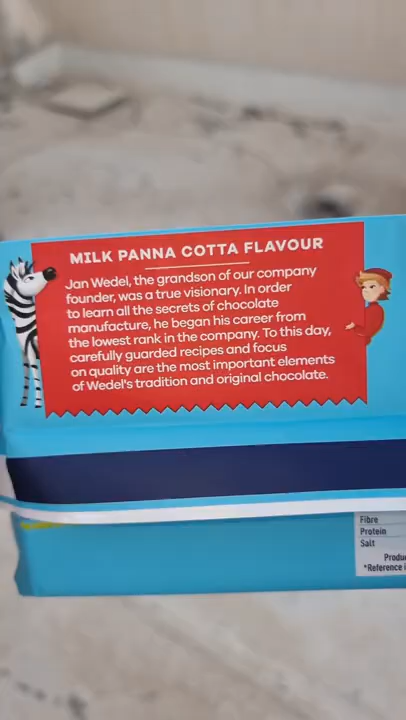 MILK PANNA COTTA FLAVOUR
Jan Wedel, the grandson of our company
founder, was a true visionary. In order
to learn all the secrets of chocolate
manufacture, he began his career from
the lowest rank in the company. To this day,
carefully guarded recipes and focus
on quality are the most important elements
of Wedel's tradition and original chocolate.
Fibre
Protein
Salt
Produ
*Reference i